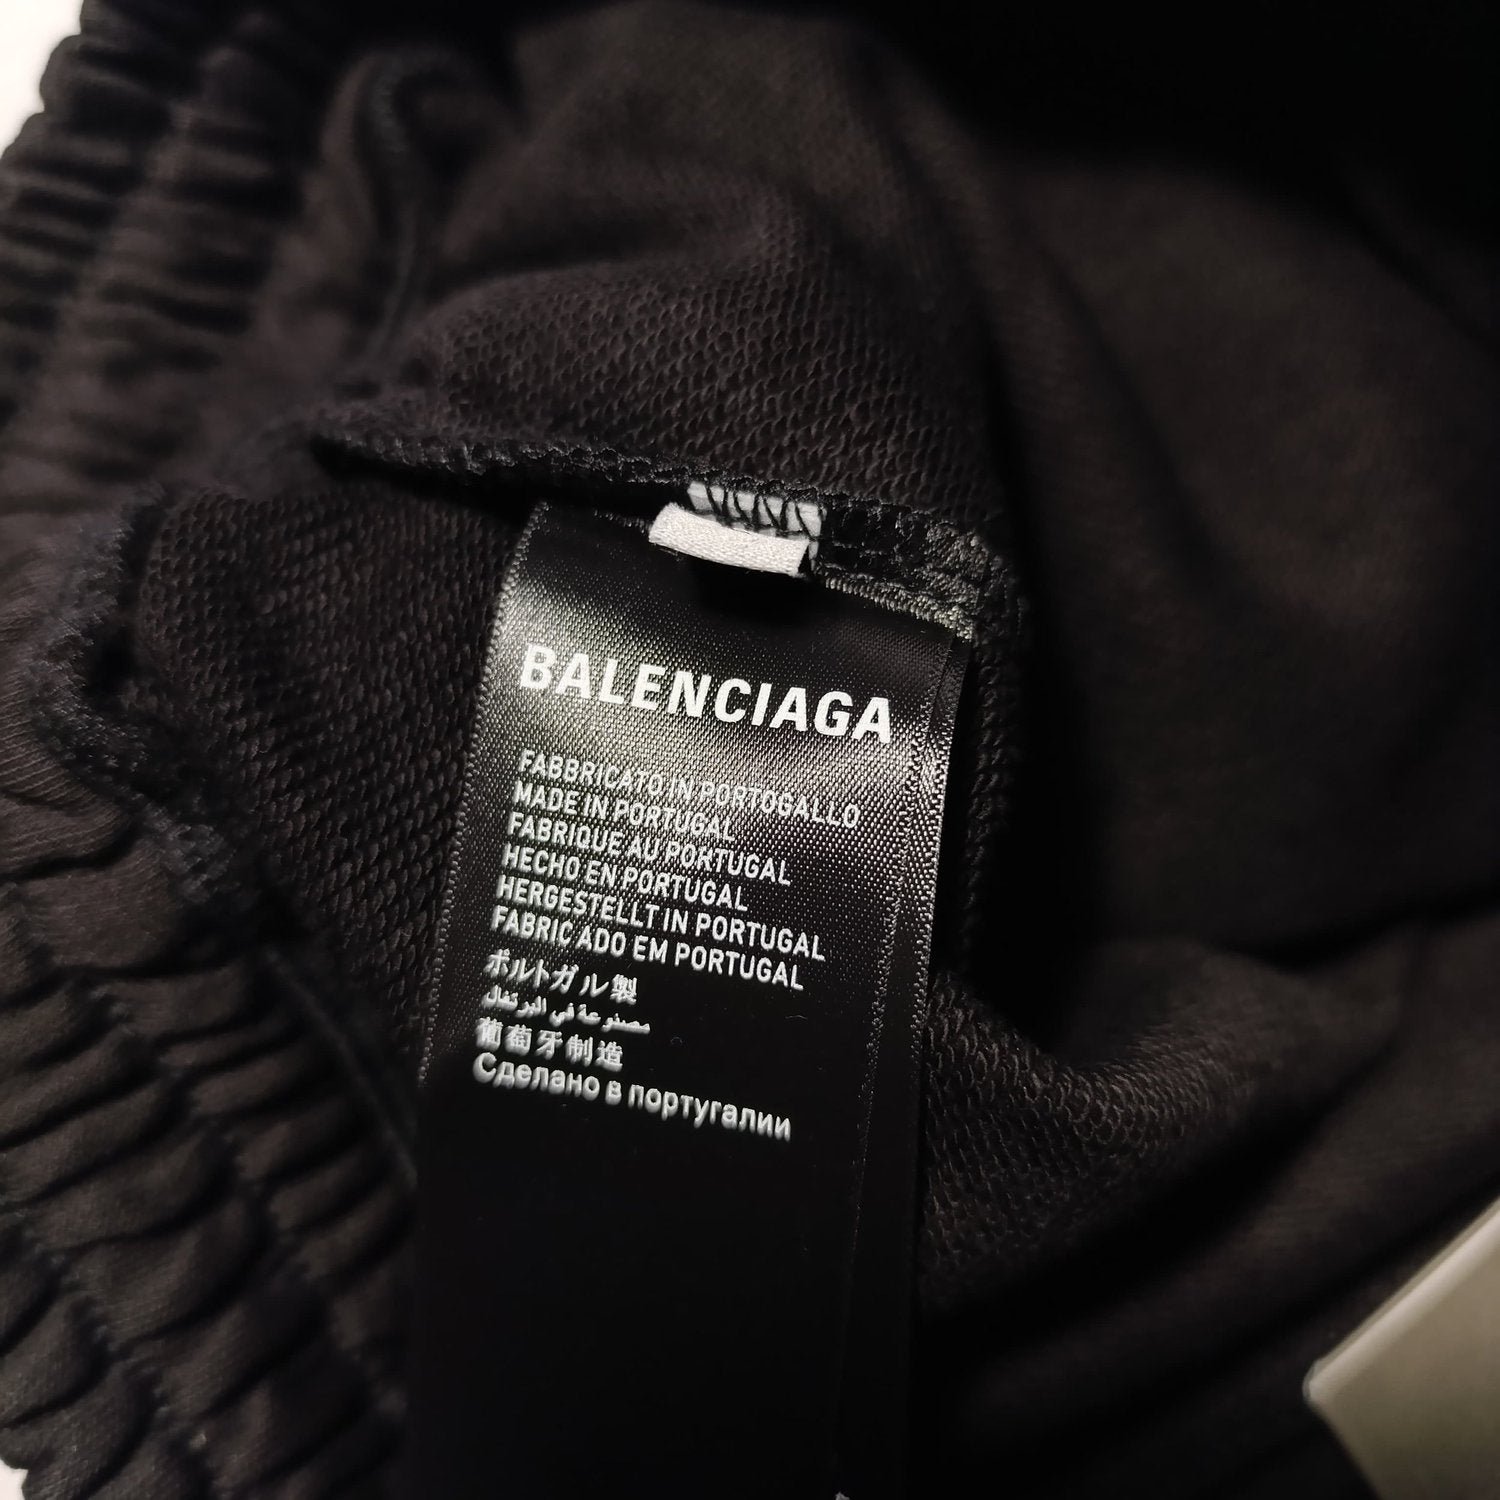 BALENCIAGA
FABBRICATO IN PORTOGALLO
MADE IN PORTUGAL
FABRIQUE AU PORTUGAL
HECHO EN PORTUGAL
HERGESTELLT IN PORTUGAL
FABRICADO EM PORTUGAL
ポルトガル製
مصنوعة في البرتغال
葡萄牙制造
Сделано в португалии